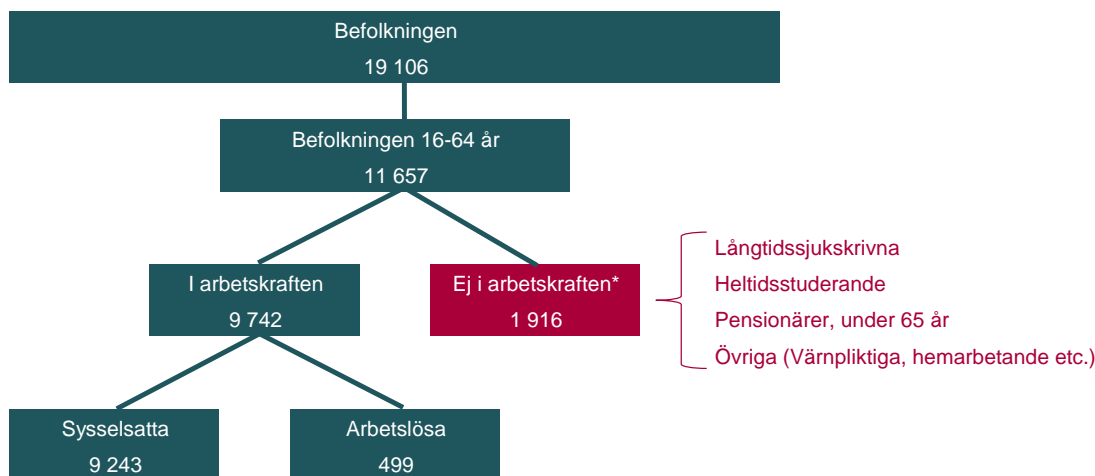 Befolkningen
19 106
Befolkningen 16-64 år
11 657
I arbetskraften
9 742
Ej i arbetskraften*
1 916
Långtidssjukskrivna
Heltidsstuderande
Pensionärer, under 65 år
Övriga (Värnpliktiga, hemarbetande etc.)
Sysselsatta
9 243
Arbetslösa
499